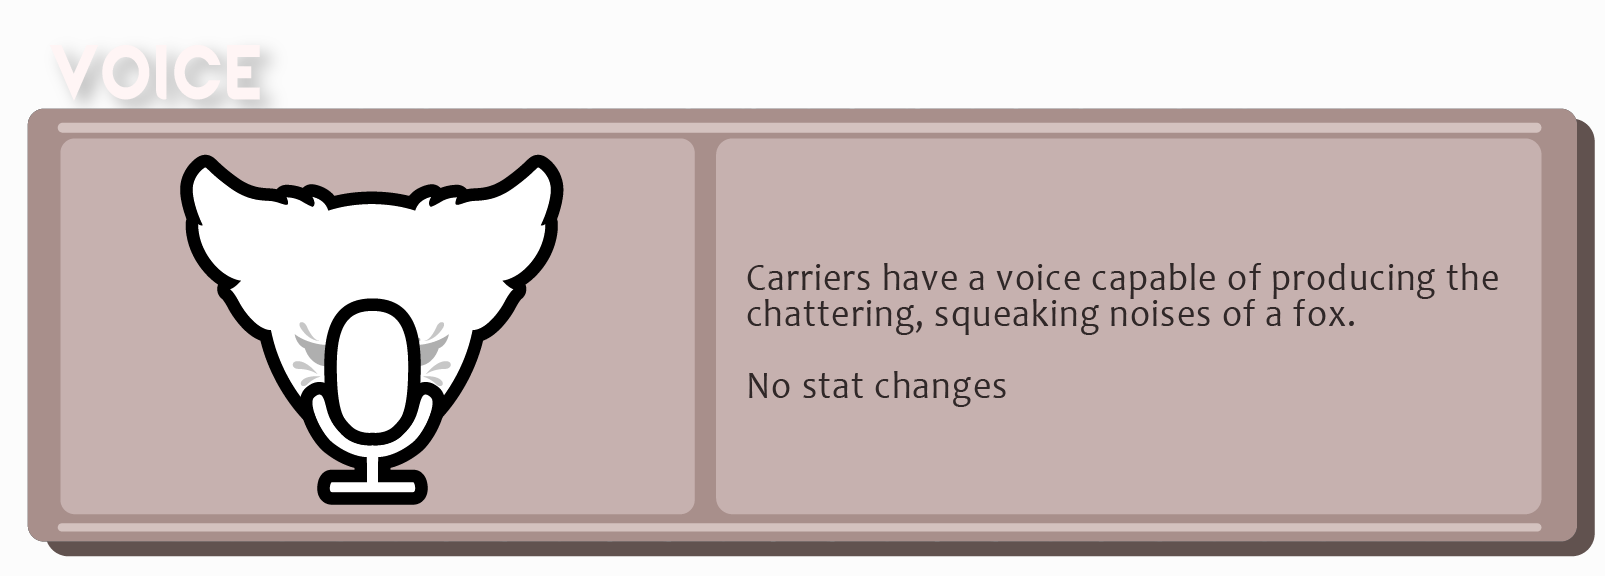 VOICE
Carriers have a voice capable of producing the
chattering, squeaking noises of a fox.
No stat changes